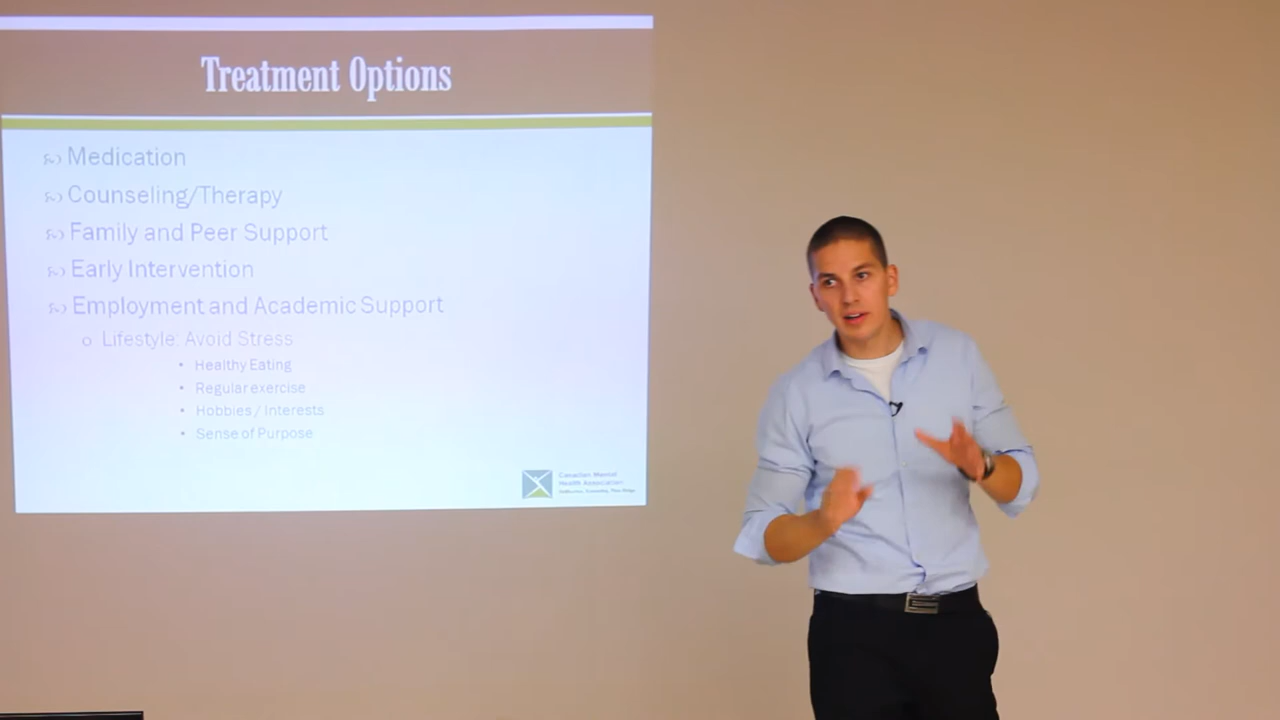 Treatment Options
Medication
Counseling/Therapy
Family and Peer Support
Early Intervention
Employment and Academic Support
Lifestyle: Avoid Stress
Healthy Eating
Regular exercise
Hobbies / Interests
Sense of Purpose
Canadian Mental
Health Association